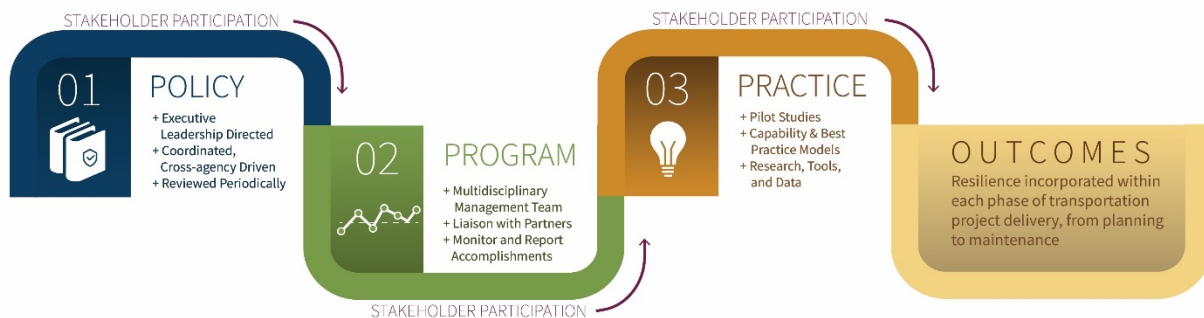 STAKEHOLDER PARTICIPATION
01
POLICY
+ Executive
Leadership Directed
+ Coordinated,
Cross-agency Driven
+ Reviewed Periodically
02
PROGRAM
+ Multidisciplinary
Management Team
+ Liaison with Partners
+ Monitor and Report
Accomplishments
STAKEHOLDER PARTICIPATION
03
PRACTICE
+ Pilot Studies
+ Capability & Best
Practice Models
+ Research, Tools,
and Data
STAKEHOLDER PARTICIPATION
OUTCOMES
Resilience incorporated within
each phase of transportation
project delivery, from planning
to maintenance